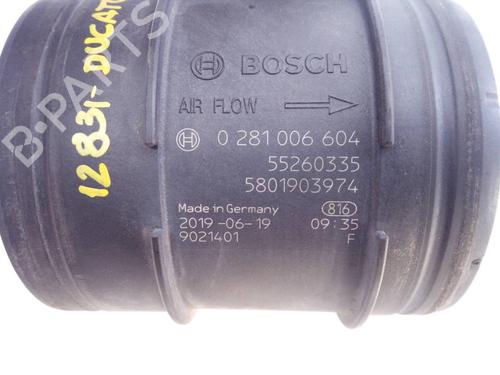 BOSCH
AIR FLOW
0 281 006 604
55260335
5801903974
Made in Germany 816
2019-06-19 09:35
9021401 F
12831-DUCATO
B-PARTS